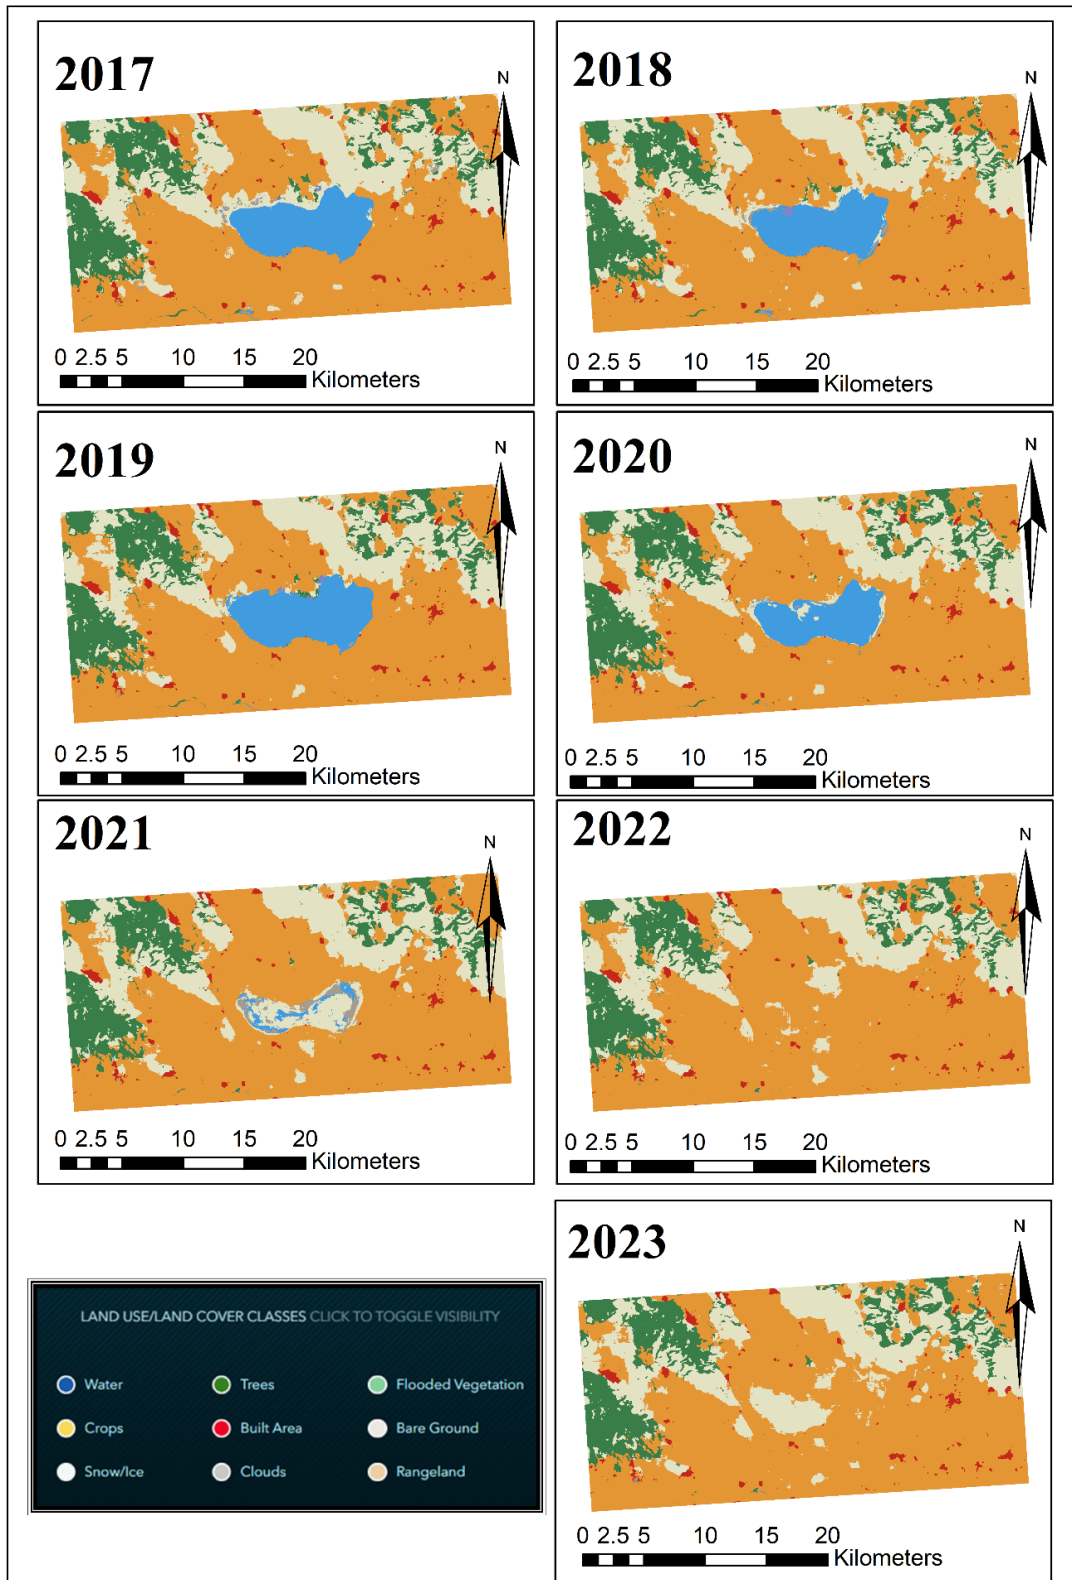 2017
N
0 2.5 5 10 15 20
Kilometers
2018
N
0 2.5 5 10 15 20
Kilometers
2019
N
0 2.5 5 10 15 20
Kilometers
2020
N
0 2.5 5 10 15 20
Kilometers
2021
N
0 2.5 5 10 15 20
Kilometers
2022
N
0 2.5 5 10 15 20
Kilometers
2023
N
0 2.5 5 10 15 20
Kilometers
LAND USE/LAND COVER CLASSES CLICK TO TOGGLE VISIBILITY
Water Trees Flooded Vegetation
Crops Built Area Bare Ground
Snow/Ice Clouds Rangeland